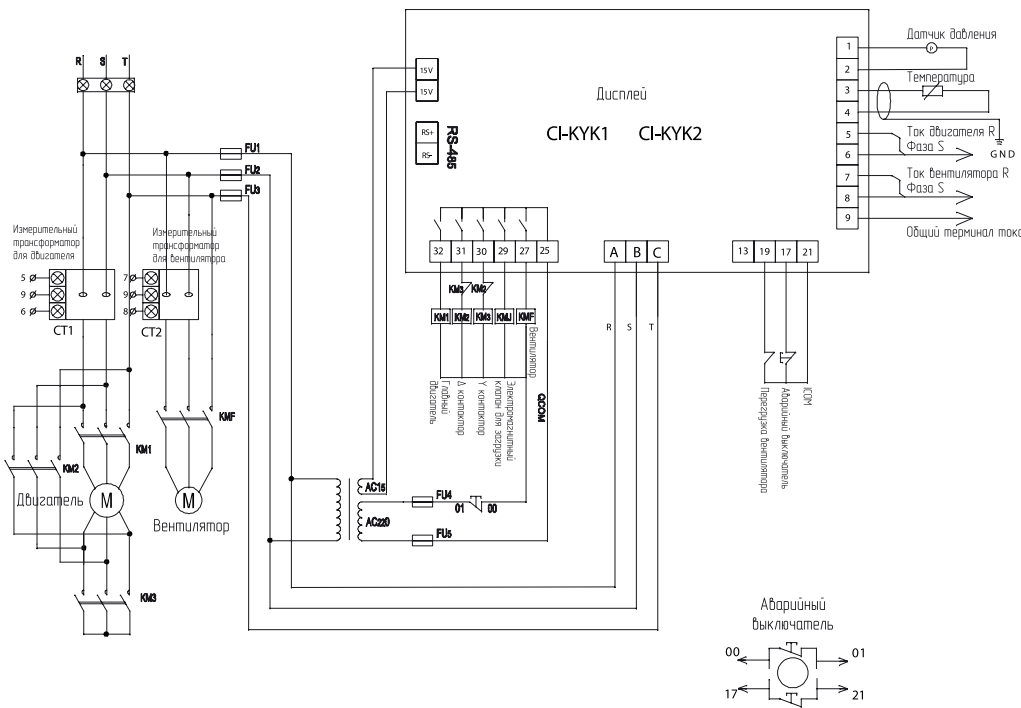 R S T
Измерительный
трансформатор
для двигателя
Измерительный
трансформатор
для вентилятора
5
9
6
CT1
7
9
8
CT2
FU1
FU2
FU3
KMF
KM1
KM2
Двигатель
M
M
Вентилятор
KM3
15V
15V
RS+
RS-
RS-485
Дисплей
CI-KYK1 CI-KYK2
1
2
3
4
5
6
7
8
9
Датчик давления
P
Температура
Ток двигателя R
Фаза S
GND
Ток вентилятора R
Фаза S
Общий терминал тока
32 31 30 29 27 25
A B C
13 19 17 21
KM3 KM2
KM1 KM2 KM3 KMJ KMF
Главный
двигатель
Δ контактор
Y контактор
Электромагнитный
клапан для загрузки
Вентилятор
QCOM
R S T
Перегрузка вентилятора
Аварийный выключатель
IICOM
AC15
AC220
FU4
01 00
FU5
Аварийный
выключатель
00 01
17 21